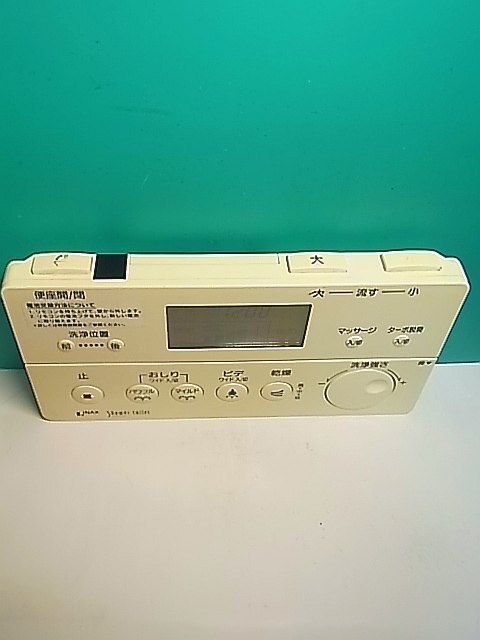 大
便座開/閉
大 流す 小
電池交換方法について
洗浄位置
前 後
マッサージ 入/切
ターボ脱臭 入/切
止
おしり
ワイド入/切
パワフル マイルド
ビデ
ワイド入/切
乾燥
洗浄強さ
- +
INAX Shower toilet